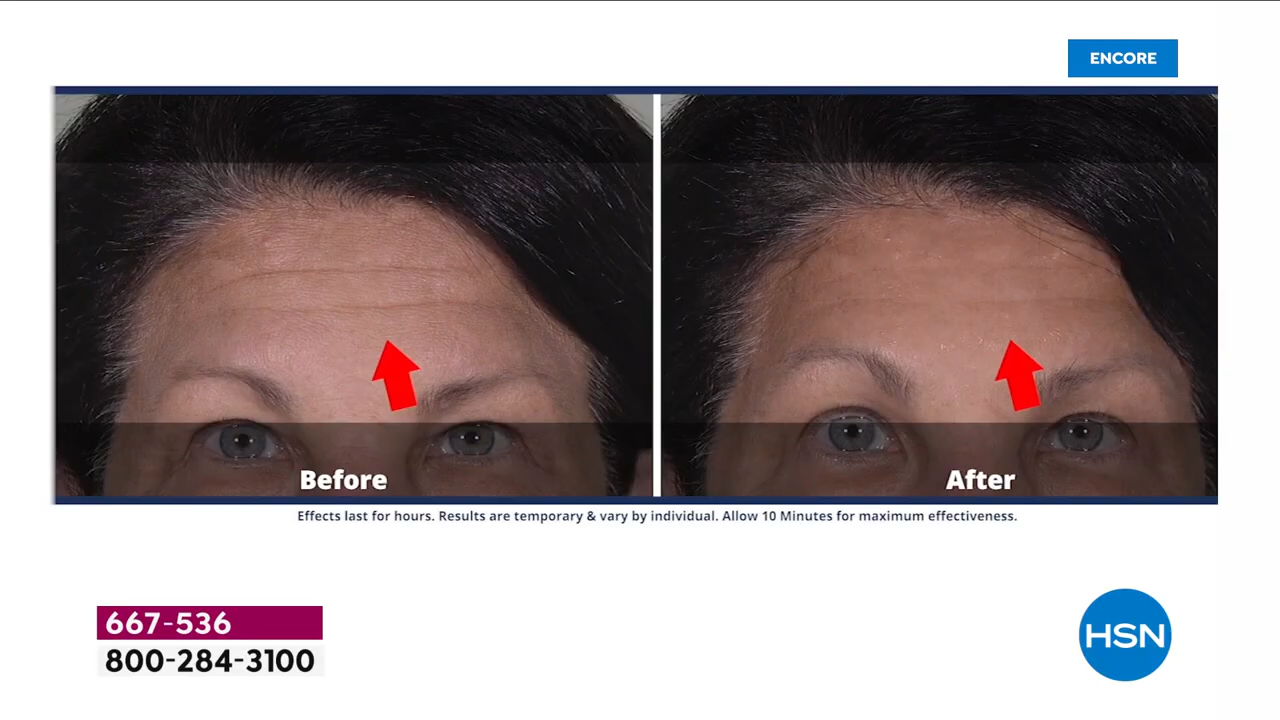 ENCORE
Before
After
Effects last for hours. Results are temporary & vary by individual. Allow 10 Minutes for maximum effectiveness.
667-536
800-284-3100
HSN